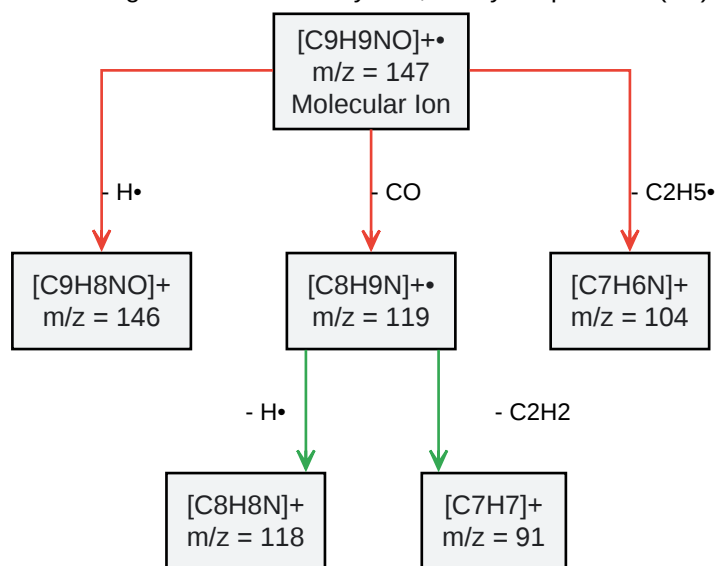 [C9H9NO]+•
m/z = 147
Molecular Ion
- H•
- CO
- C2H5•
[C9H8NO]+
m/z = 146
[C8H9N]+•
m/z = 119
[C7H6N]+
m/z = 104
- H•
- C2H2
[C8H8N]+
m/z = 118
[C7H7]+
m/z = 91